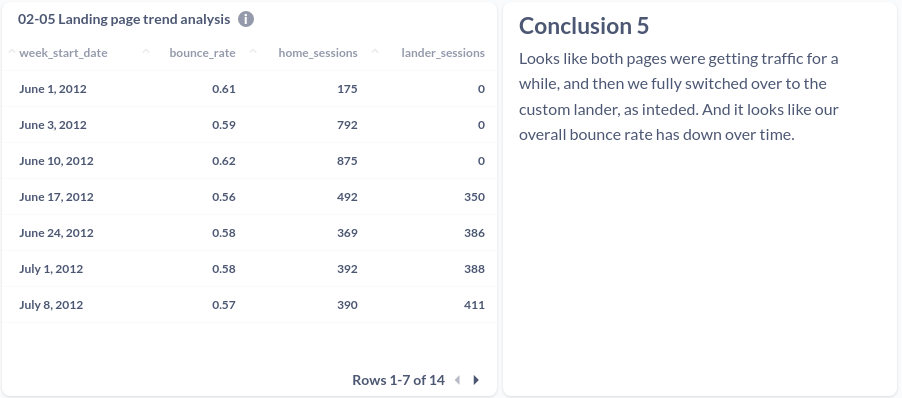 02-05 Landing page trend analysis
week_start_date bounce_rate home_sessions lander_sessions
June 1, 2012 0.61 175 0
June 3, 2012 0.59 792 0
June 10, 2012 0.62 875 0
June 17, 2012 0.56 492 350
June 24, 2012 0.58 369 386
July 1, 2012 0.58 392 388
July 8, 2012 0.57 390 411
Rows 1-7 of 14
Conclusion 5
Looks like both pages were getting traffic for a
while, and then we fully switched over to the
custom lander, as inteded. And it looks like our
overall bounce rate has down over time.